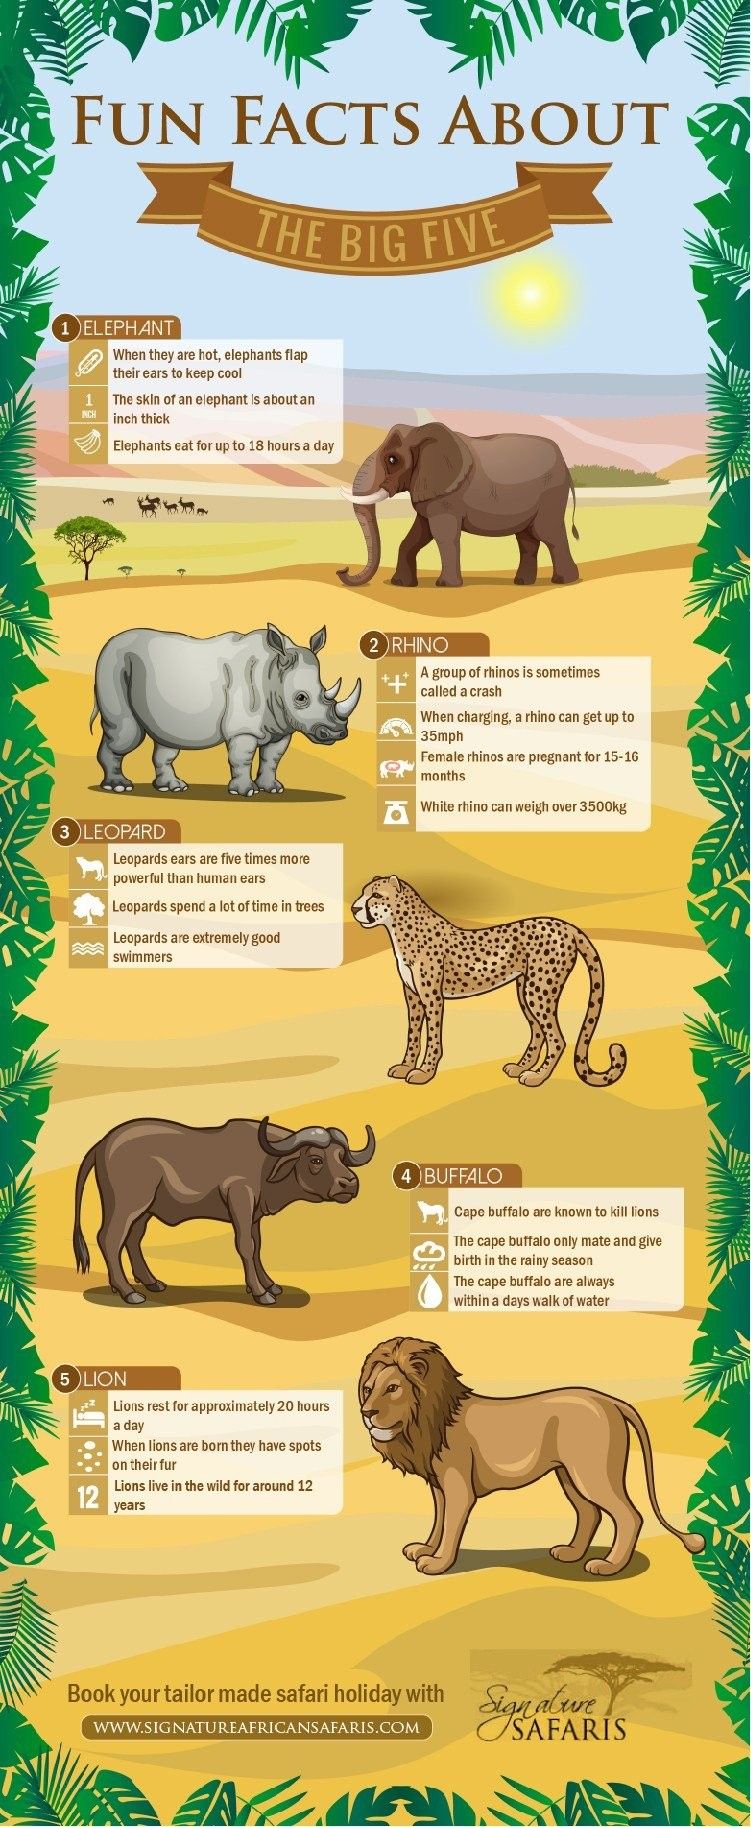 FUN FACTS ABOUT
THE BIG FIVE
1 ELEPHANT
When they are hot, elephants flap
their ears to keep cool
1
INCH
The skin of an elephant is about an
inch thick
Elephants eat for up to 18 hours a day
2 RHINO
A group of rhinos is sometimes
called a crash
When charging, a rhino can get up to
35mph
Female rhinos are pregnant for 15-16
months
White rhino can weigh over 3500kg
3 LEOPARD
Leopards ears are five times more
powerful than human ears
Leopards spend a lot of time in trees
Leopards are extremely good
swimmers
4 BUFFALO
Cape buffalo are known to kill lions
The cape buffalo only mate and give
birth in the rainy season
The cape buffalo are always
within a days walk of water
5 LION
zzz
Lions rest for approximately 20 hours
a day
When lions are born they have spots
on their fur
12
Lions live in the wild for around 12
years
Book your tailor made safari holiday with
WWW.SIGNATUREAFRICANSAFARIS.COM
Signature
SAFARIS